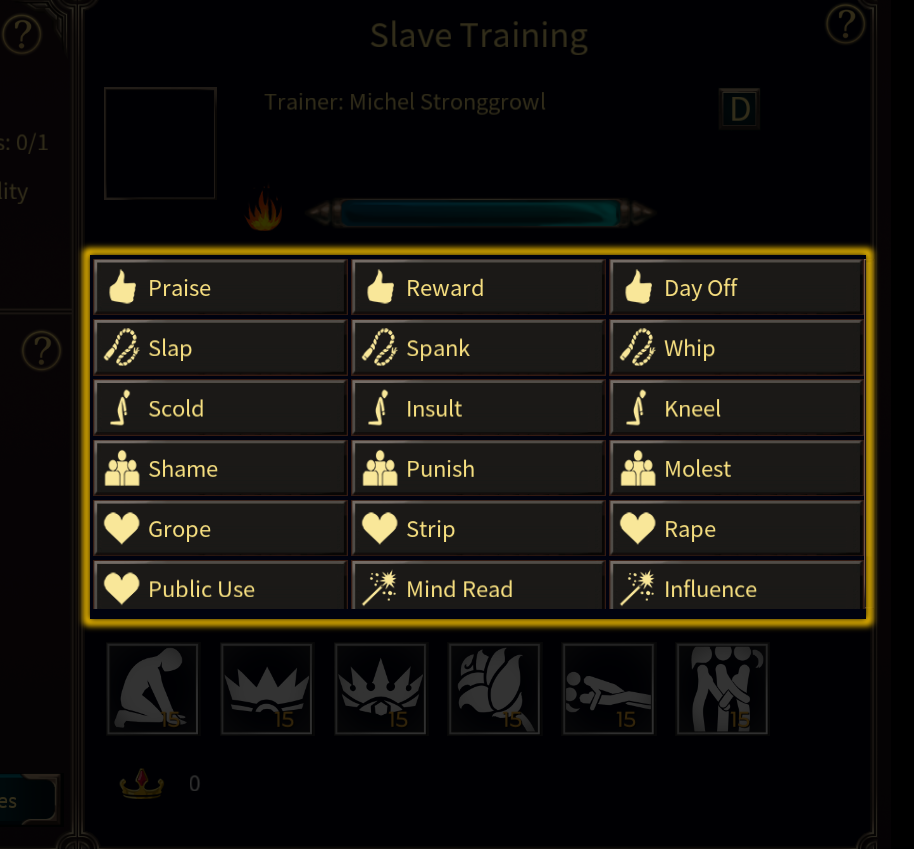 ?
?
Slave Training
Trainer: Michel Stronggrowl
D
s: 0/1
lity
Praise
Reward
Day Off
Slap
Spank
Whip
Scold
Insult
Kneel
?
Shame
Punish
Molest
Grope
Strip
Rape
Public Use
Mind Read
Influence
15
15
15
15
15
15
0
es